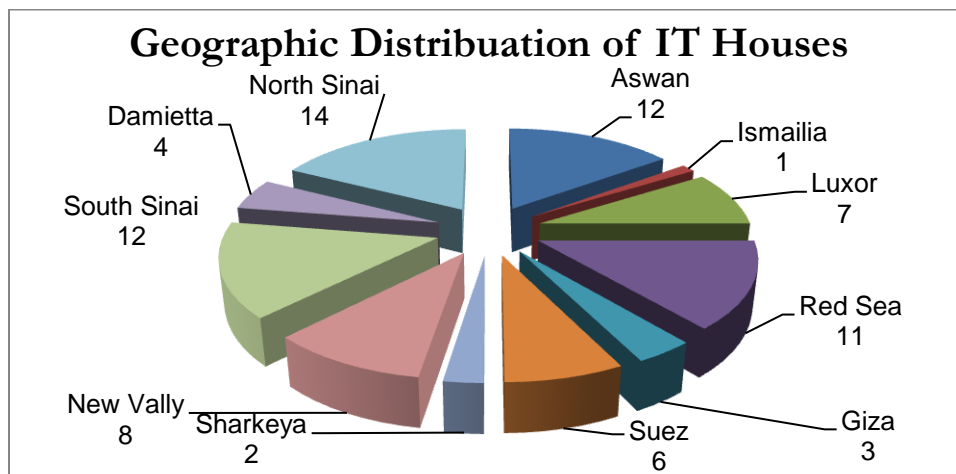 Geographic Distribuation of IT Houses
North Sinai
14
Aswan
12
Damietta
4
Ismailia
1
Luxor
7
South Sinai
12
Red Sea
11
New Vally
8
Sharkeya
2
Suez
6
Giza
3